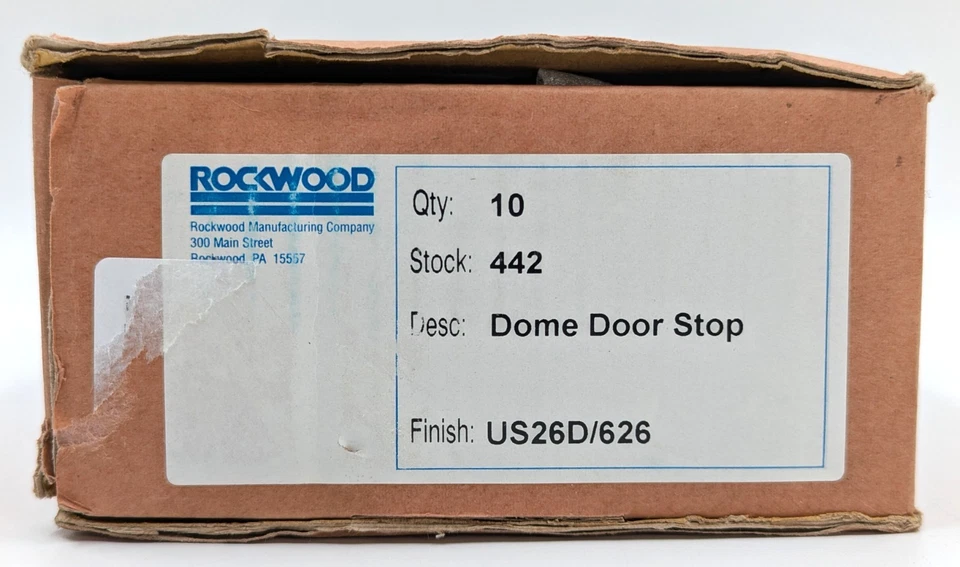 ROCKWOOD
Rockwood Manufacturing Company
300 Main Street
Rockwood, PA 15567
Qty: 10
Stock: 442
Desc: Dome Door Stop
Finish: US26D/626